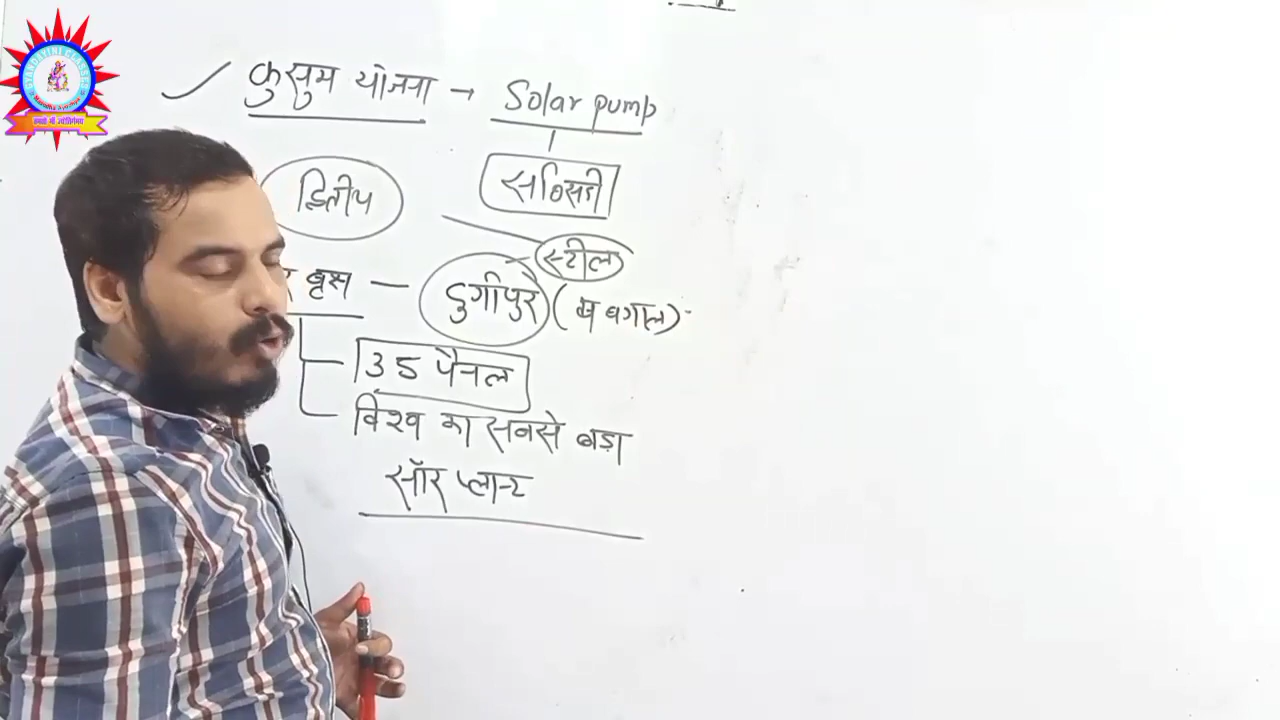 कुसुम योजना → Solar pump
सब्सिडी
द्वितीय
स्टील
वृक्ष — दुर्गापुर (प बंगाल)
35 पैनल
विश्व का सबसे बड़ा
सौर प्लान्ट